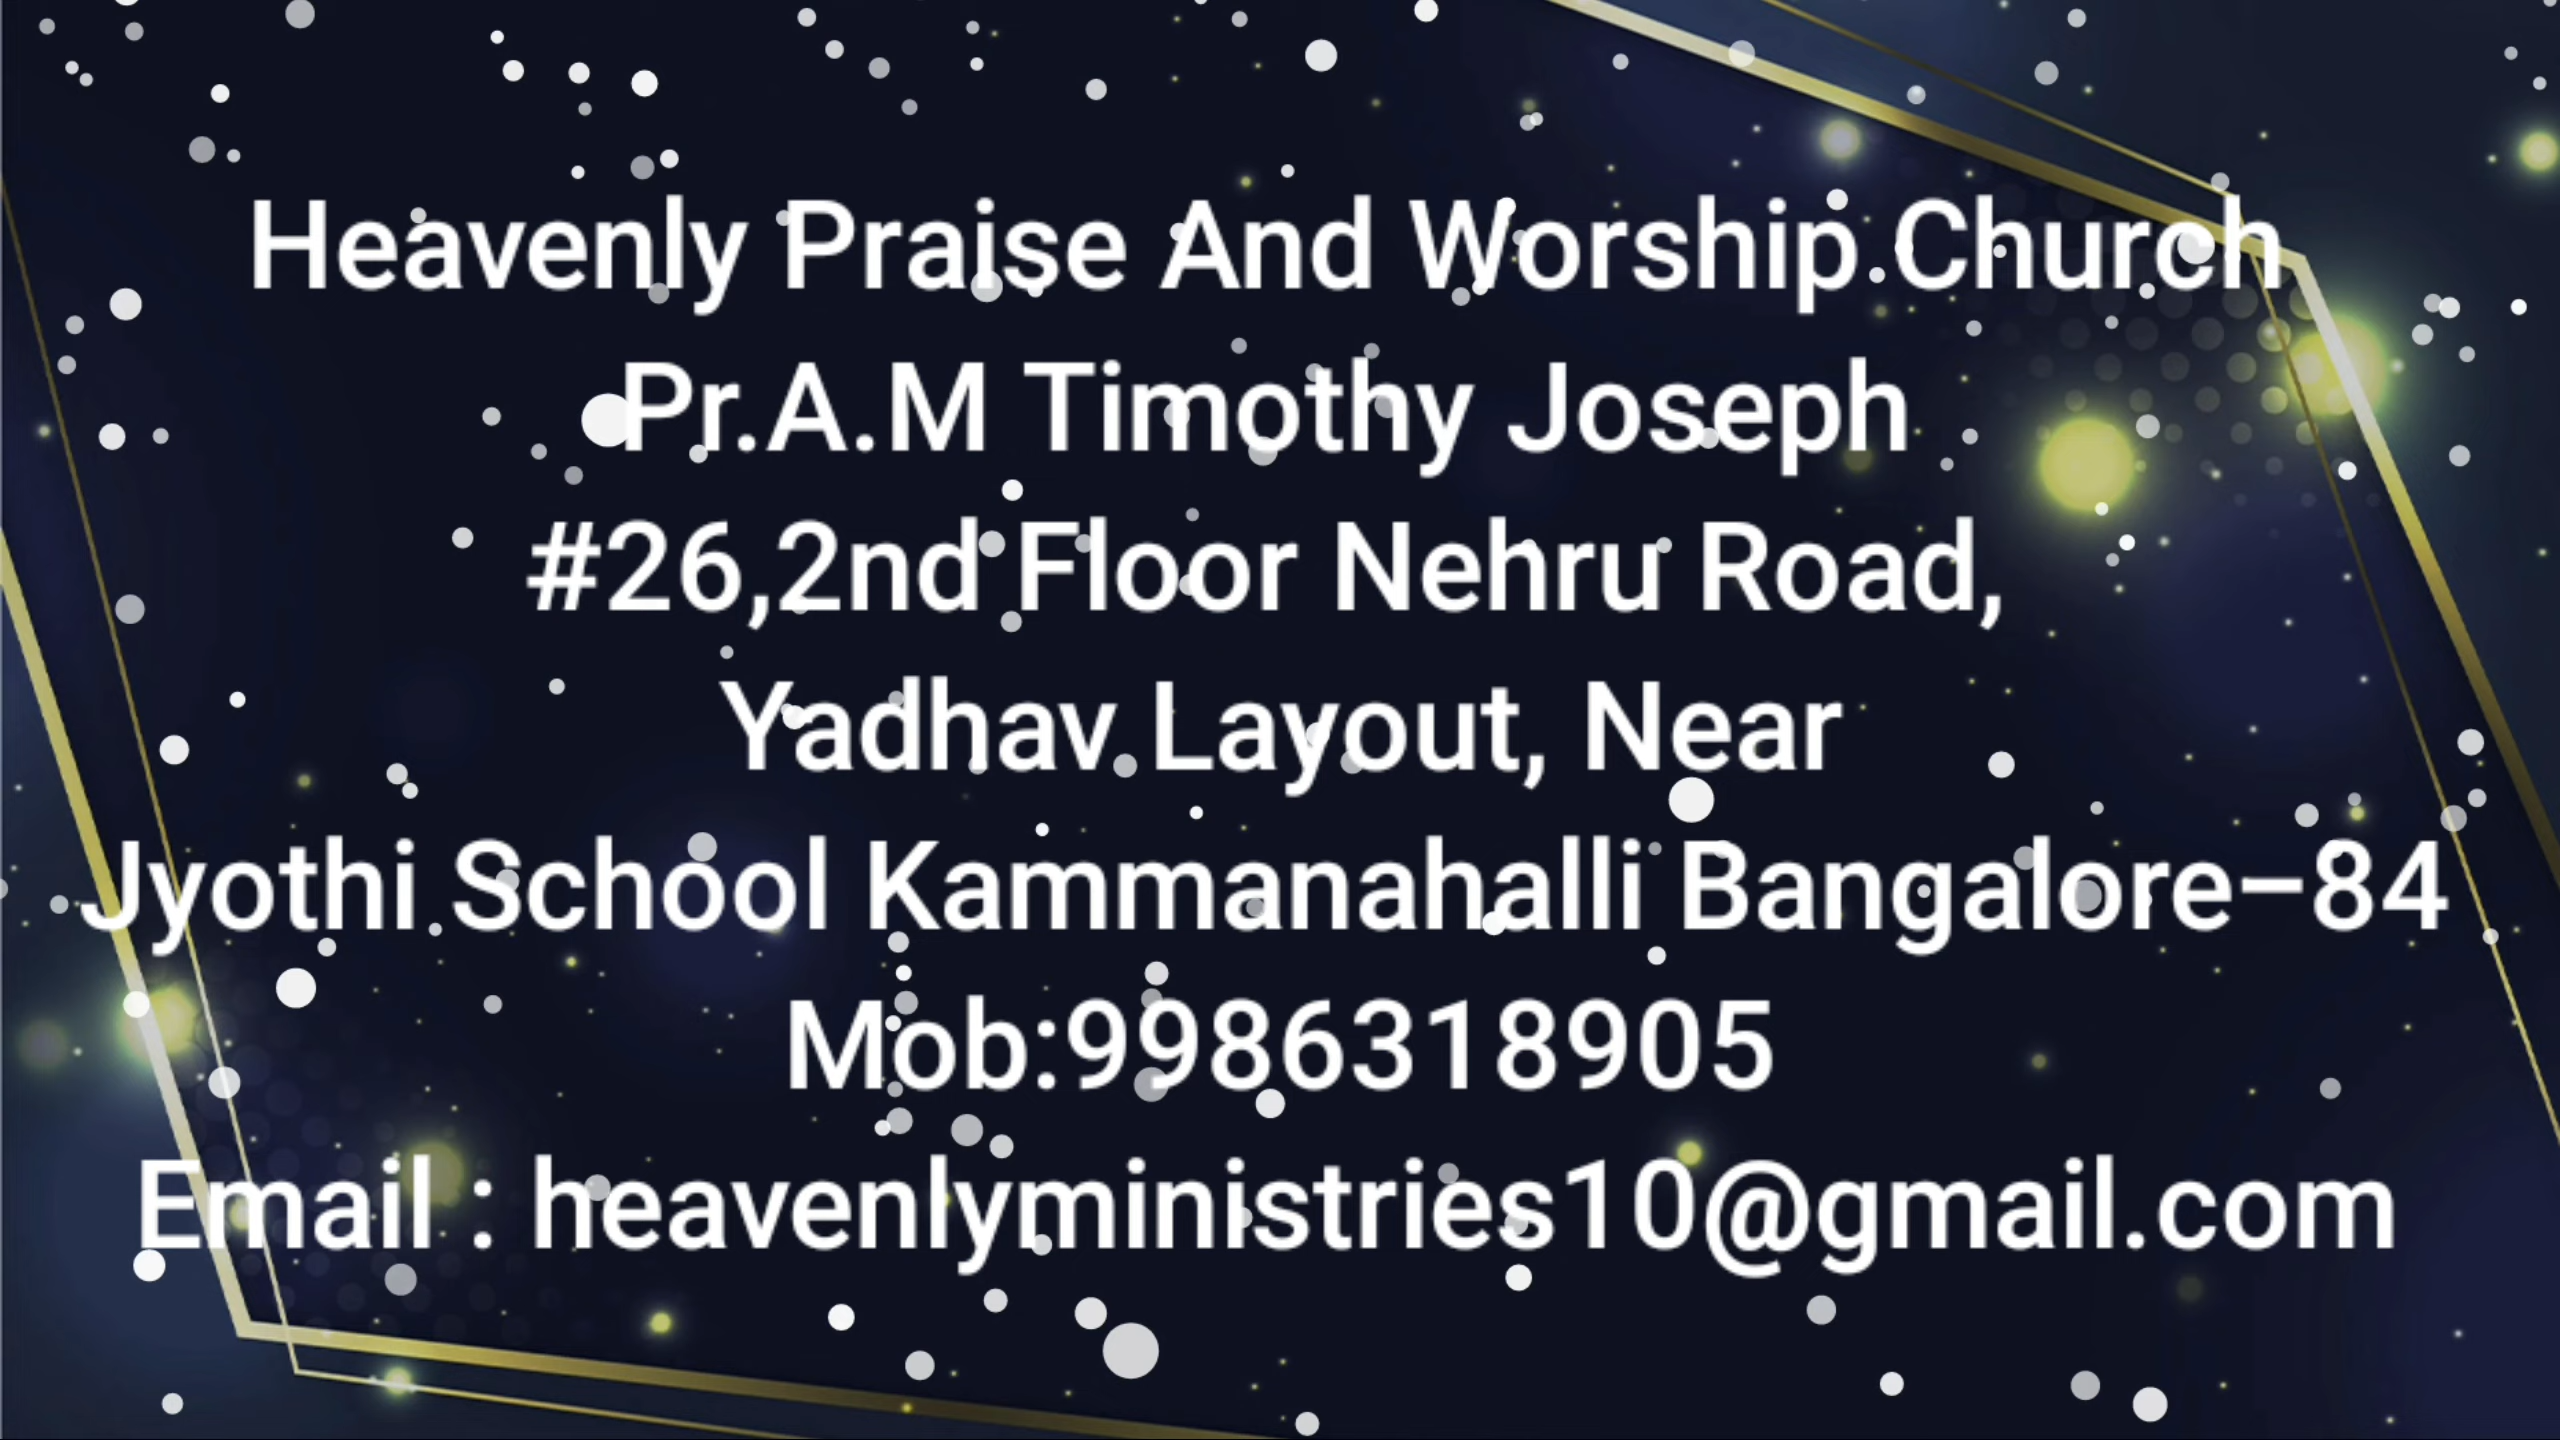 Heavenly Praise And Worship Church
Pr.A.M Timothy Joseph
#26,2nd Floor Nehru Road,
Yadhav Layout, Near
Jyothi School Kammanahalli Bangalore–84
Mob:9986318905
Email : heavenlyministries10@gmail.com